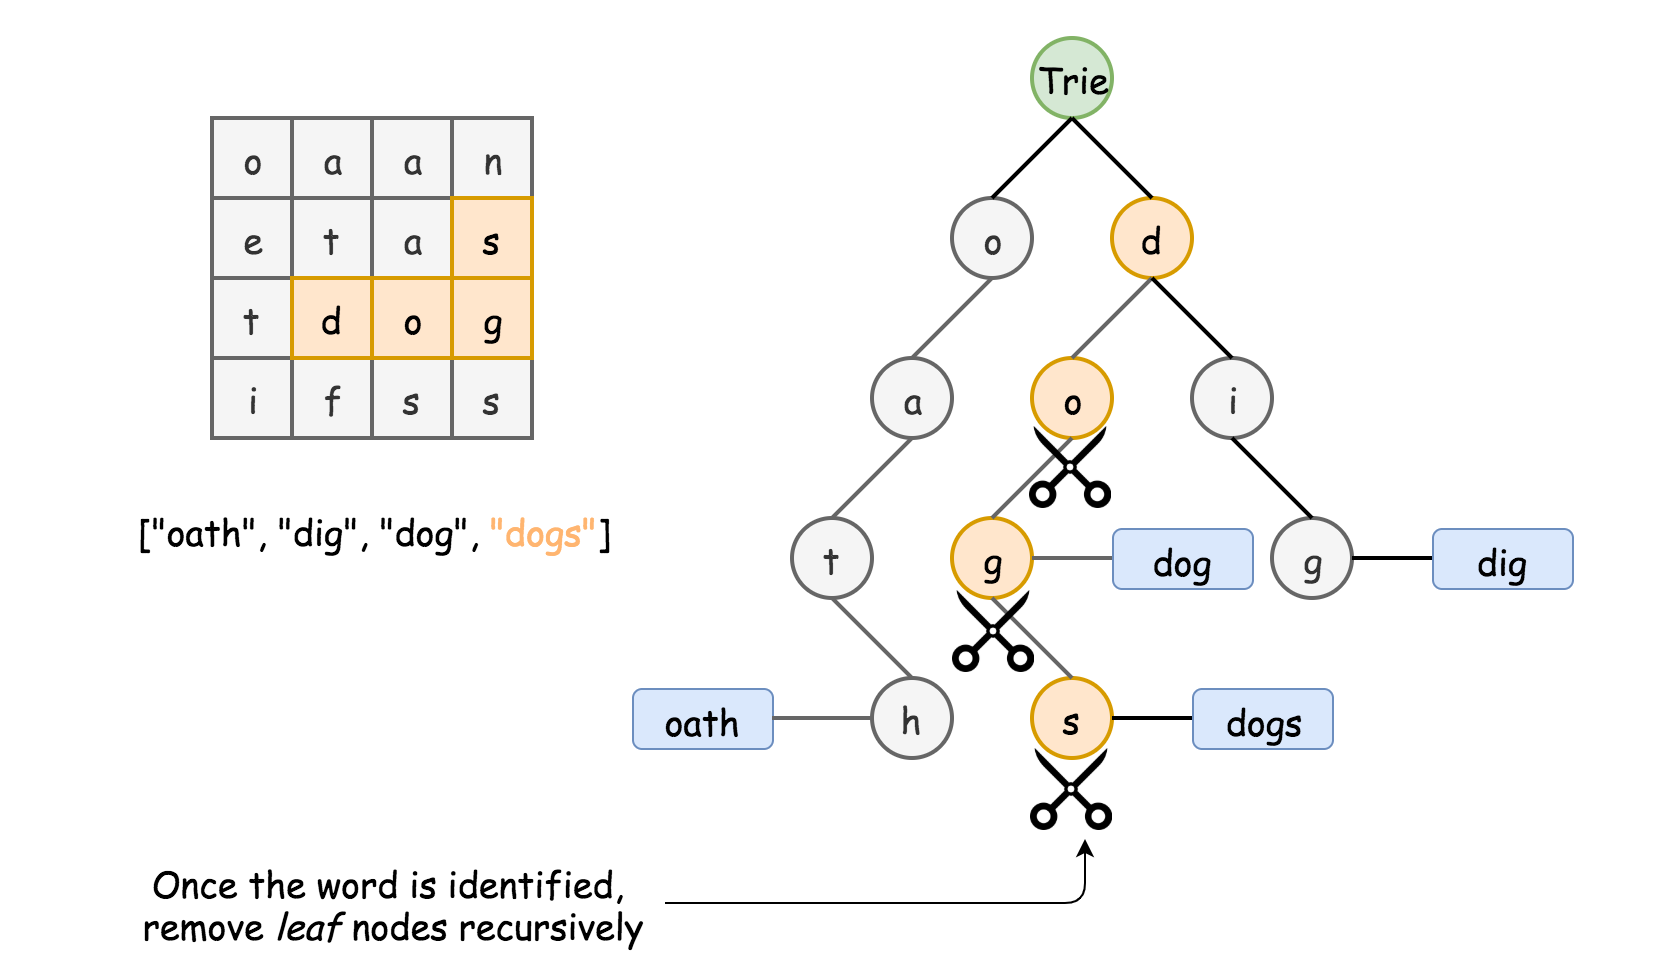 Trie
o a a n
e t a s
t d o g
i f s s
o d
a o i
["oath", "dig", "dog", "dogs"]
t g dog g dig
oath h s dogs
Once the word is identified,
remove leaf nodes recursively